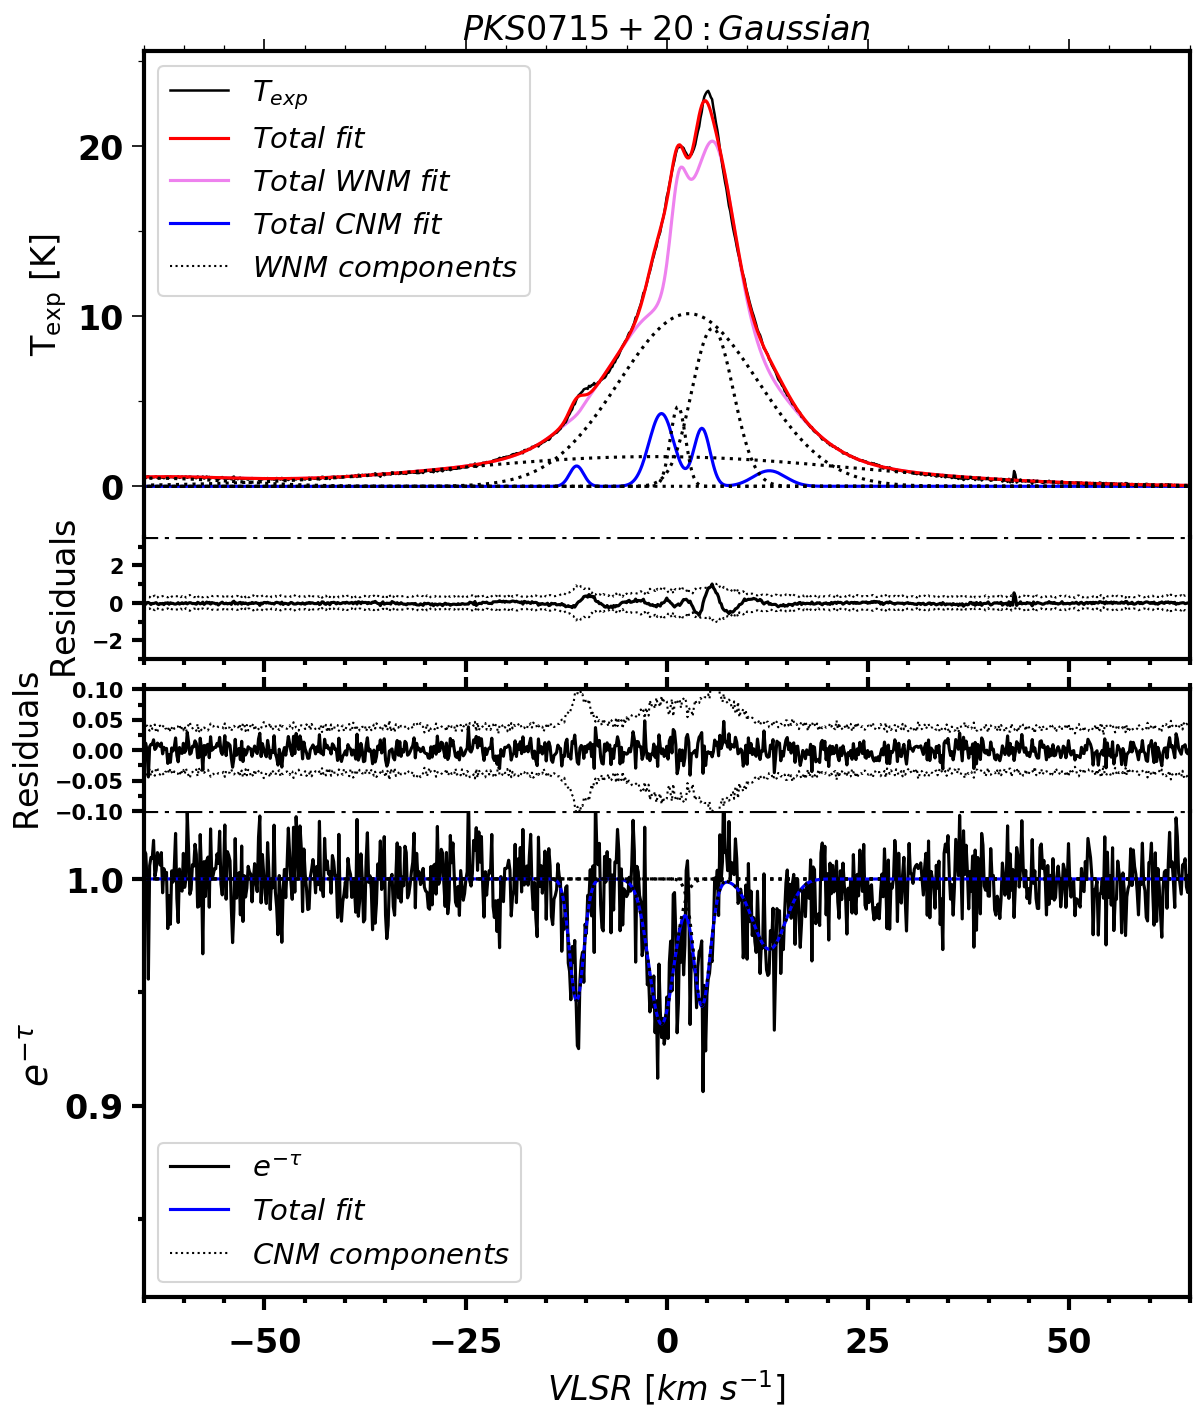 PKS0715 + 20 : Gaussian
T_exp
Total fit
Total WNM fit
Total CNM fit
WNM components
20
10
0
T_exp [K]
2
0
−2
Residuals
0.10
0.05
0.00
−0.05
−0.10
Residuals
1.0
0.9
e^{−τ}
e^{−τ}
Total fit
CNM components
−50
−25
0
25
50
VLSR [km s^{−1}]